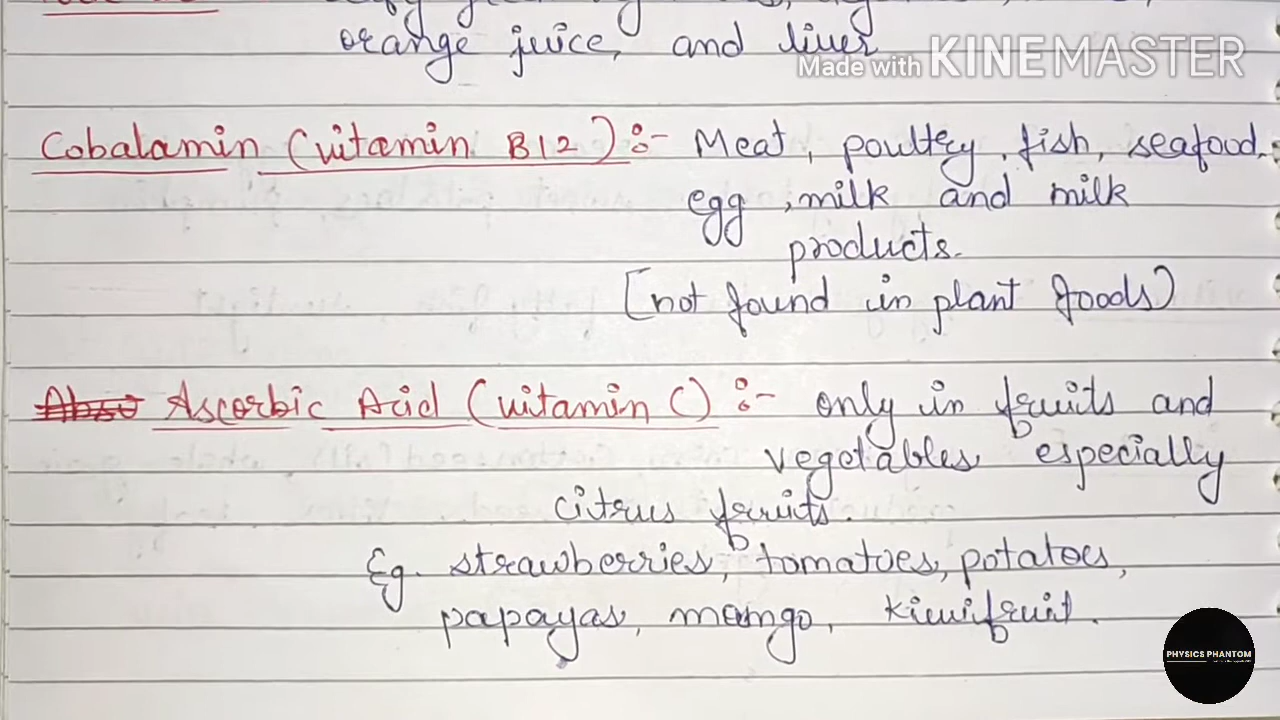 orange juice, and liver
Made with KINEMASTER
Cobalamin (vitamin B12) :- Meat, poultry, fish, seafood,
egg, milk and milk
products.
[not found in plant foods)
Ascorbic Acid (vitamin C) :- only in fruits and
vegetables especially
citrus fruits.
Eg. strawberries, tomatoes, potatoes,
papayas, mango, kiwifruit.
PHYSICS PHANTOM